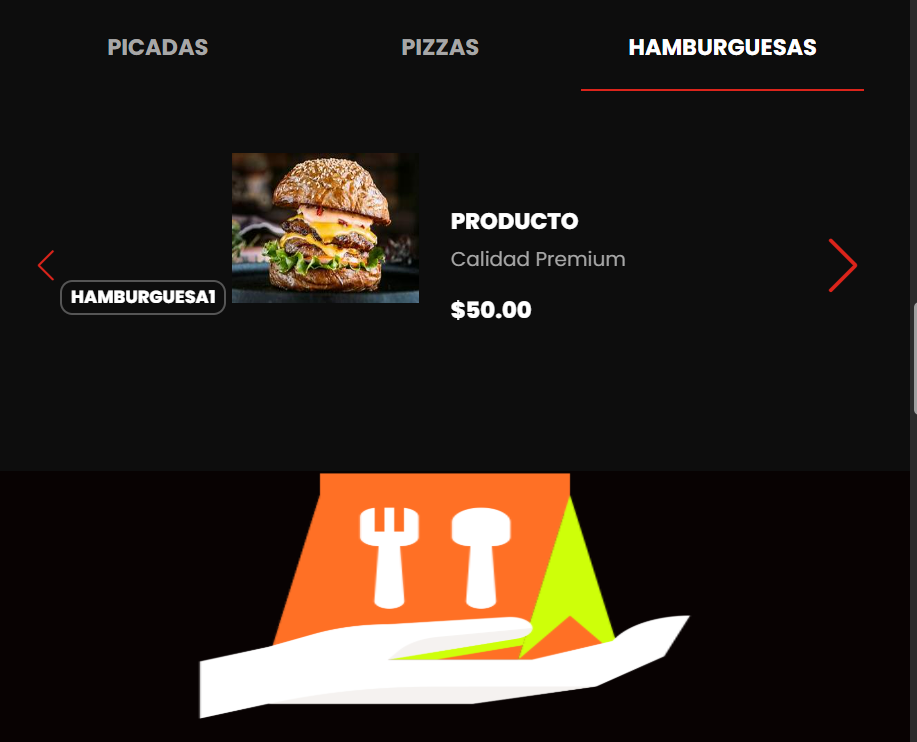 PICADAS
PIZZAS
HAMBURGUESAS
HAMBURGUESA1
PRODUCTO
Calidad Premium
$50.00